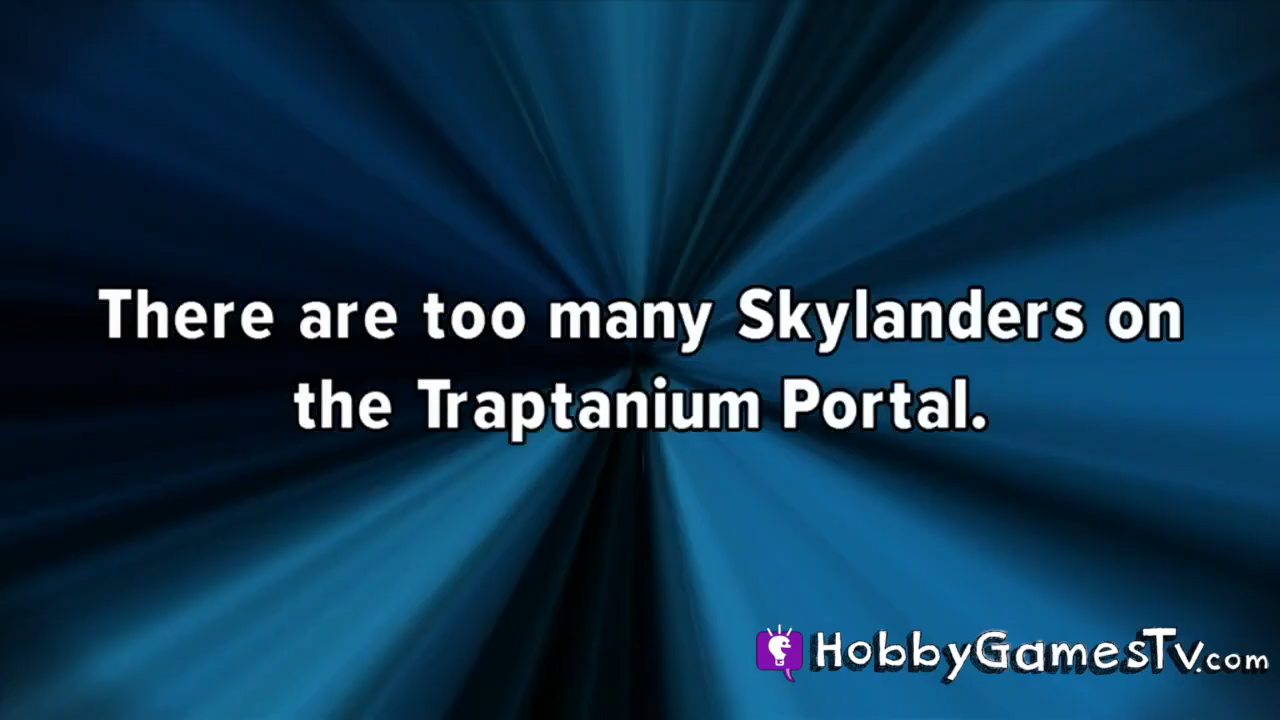 There are too many Skylanders on
the Traptanium Portal.
HobbyGamesTV.com